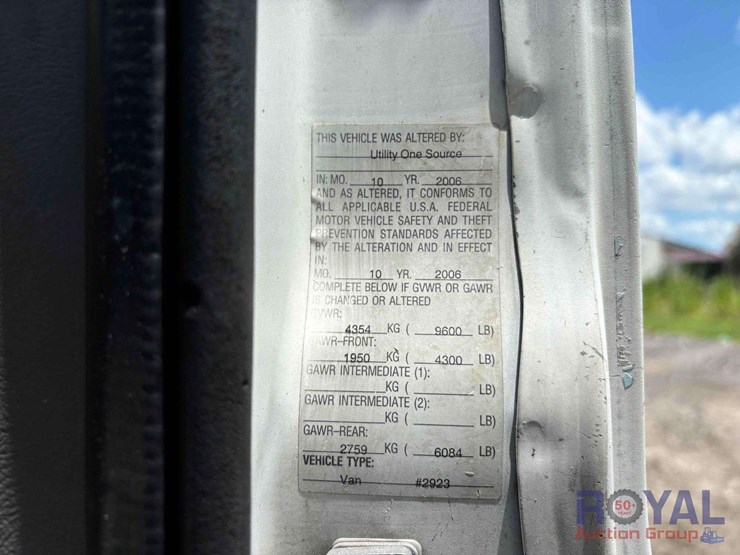 THIS VEHICLE WAS ALTERED BY:
Utility One Source
IN: MO. 10 YR. 2006
AND AS ALTERED, IT CONFORMS TO
ALL APPLICABLE U.S.A. FEDERAL
MOTOR VEHICLE SAFETY AND THEFT
PREVENTION STANDARDS AFFECTED
BY THE ALTERATION AND IN EFFECT
IN:
MO. 10 YR. 2006
COMPLETE BELOW IF GVWR OR GAWR
IS CHANGED OR ALTERED
GVWR:
4354 KG ( 9600 LB)
GAWR-FRONT:
1950 KG ( 4300 LB)
GAWR INTERMEDIATE (1):
KG ( LB)
GAWR INTERMEDIATE (2):
KG ( LB)
GAWR-REAR:
2759 KG ( 6084 LB)
VEHICLE TYPE:
Van #2923
ROYAL
50+
YEARS
Auction Group